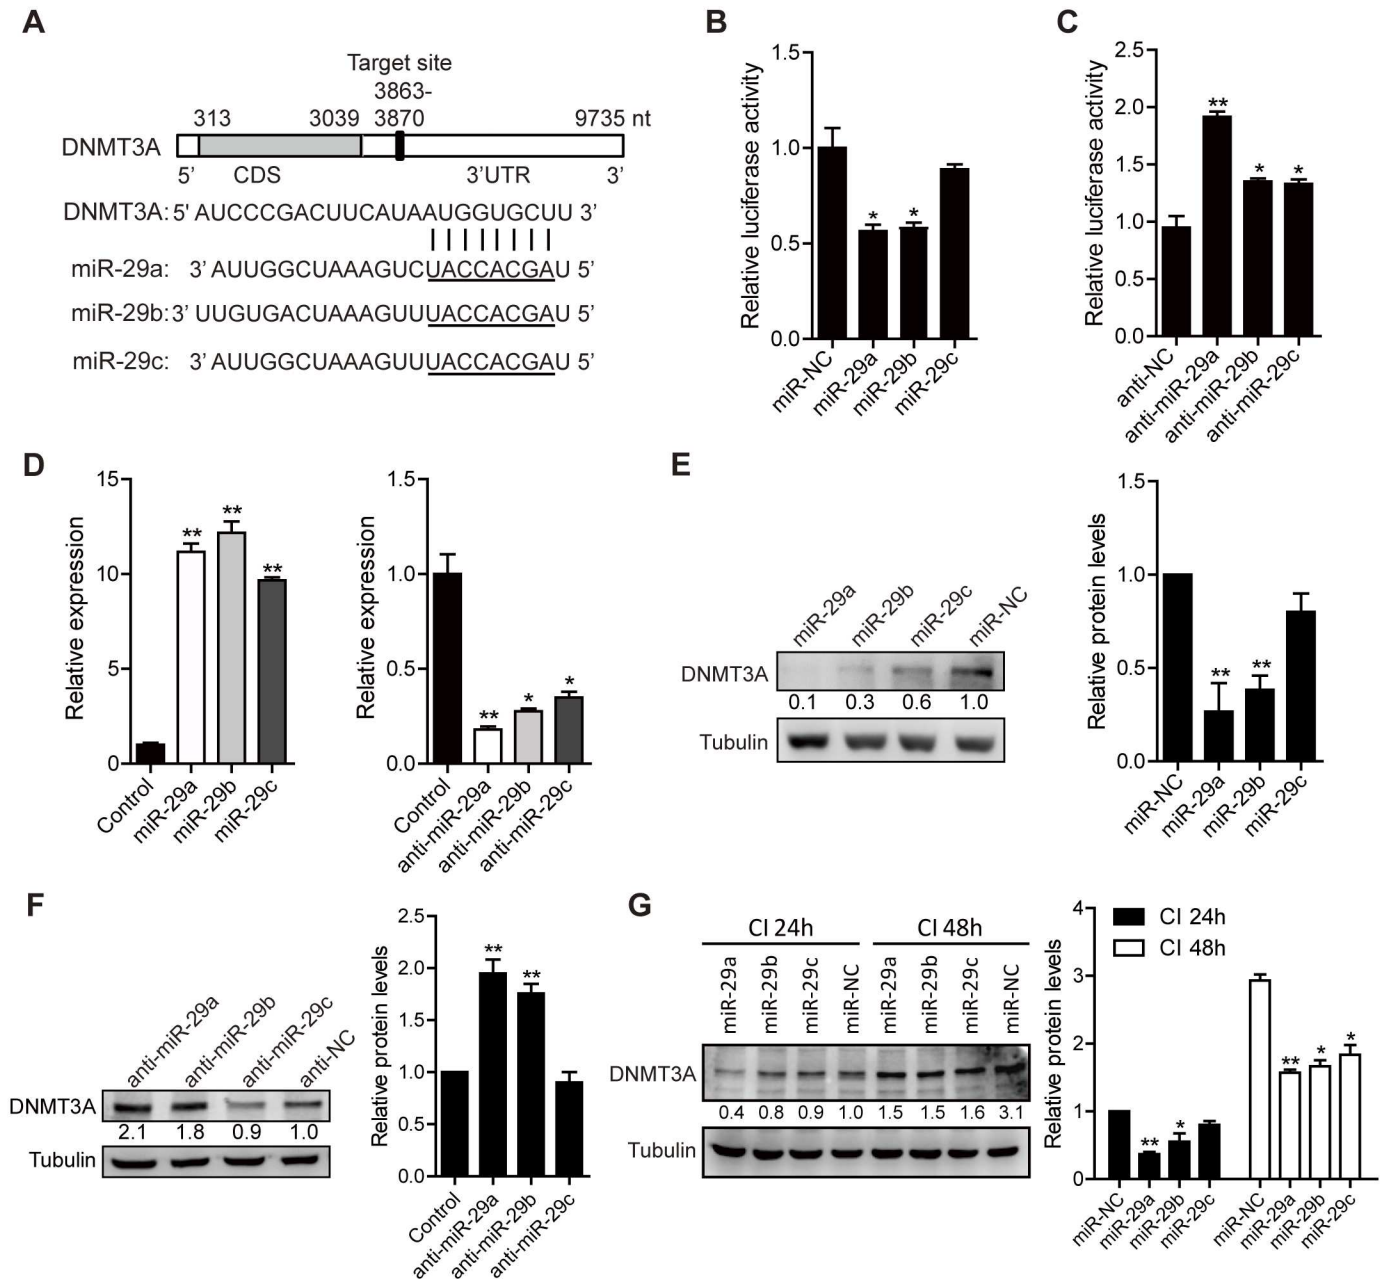 A
Target site
3863-
313 3039 3870 9735 nt
DNMT3A
5' CDS 3'UTR 3'
DNMT3A: 5' AUCCCGACUUCAUAAUGGUGCUU 3'
miR-29a: 3' AUUGGCUAAAGUCUACCACGAU 5'
miR-29b: 3' UUGUGACUAAAGUUUACCACGAU 5'
miR-29c: 3' AUUGGCUAAAGUUUACCACGAU 5'
B
Relative luciferase activity
1.5
1.0
0.5
0.0
* *
miR-NC miR-29a miR-29b miR-29c
C
Relative luciferase activity
2.5
2.0
1.5
1.0
0.5
0.0
** * *
anti-NC anti-miR-29a anti-miR-29b anti-miR-29c
D
Relative expression
15
10
5
0
** ** **
Control miR-29a miR-29b miR-29c
Relative expression
1.5
1.0
0.5
0.0
** * *
Control anti-miR-29a anti-miR-29b anti-miR-29c
E
miR-29a miR-29b miR-29c miR-NC
DNMT3A
0.1 0.3 0.6 1.0
Tubulin
Relative protein levels
1.5
1.0
0.5
0.0
** **
miR-NC miR-29a miR-29b miR-29c
F
anti-miR-29a anti-miR-29b anti-miR-29c anti-NC
DNMT3A
2.1 1.8 0.9 1.0
Tubulin
Relative protein levels
2.5
2.0
1.5
1.0
0.5
0.0
** **
Control anti-miR-29a anti-miR-29b anti-miR-29c
G
CI 24h CI 48h
miR-29a miR-29b miR-29c miR-NC miR-29a miR-29b miR-29c miR-NC
DNMT3A
0.4 0.8 0.9 1.0 1.5 1.5 1.6 3.1
Tubulin
Relative protein levels
4
3
2
1
0
CI 24h
CI 48h
** * ** * *
miR-NC miR-29a miR-29b miR-29c miR-NC miR-29a miR-29b miR-29c